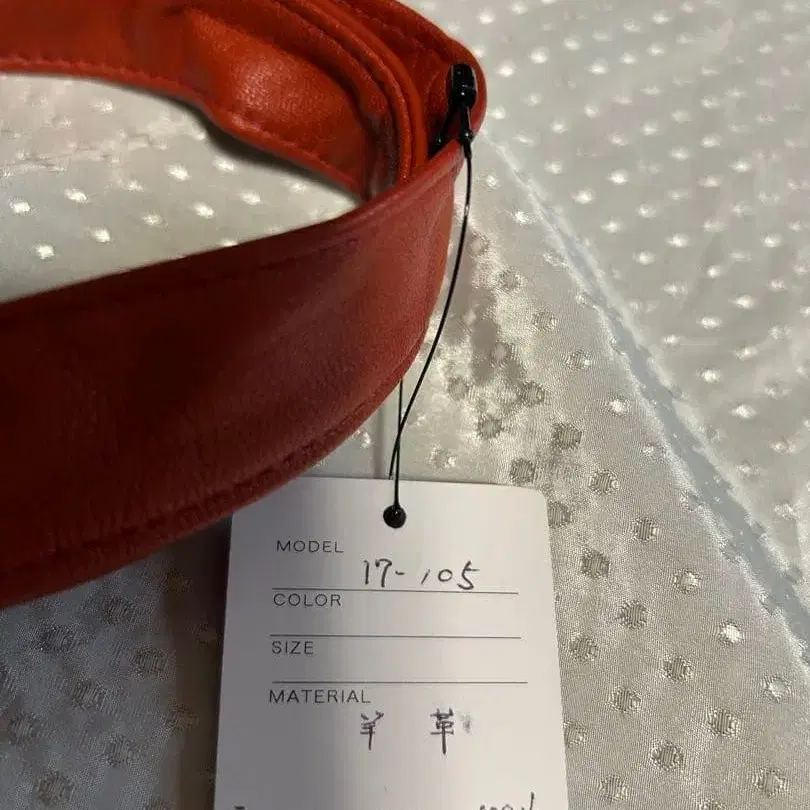 MODEL
17-105
COLOR
SIZE
MATERIAL
羊 革